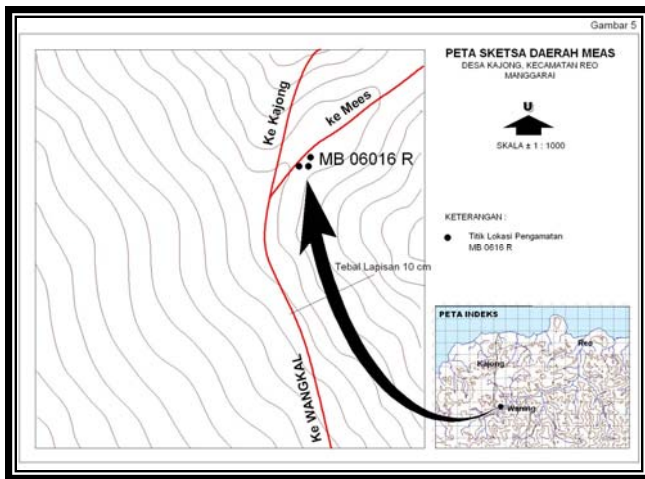 Gambar 5
PETA SKETSA DAERAH MEAS
DESA KAJONG, KECAMATAN REO
MANGGARAI
U
SKALA ± 1 : 1000
Ke Kajong
ke Mees
MB 06016 R
Tebal Lapisan 10 cm
Ke WANGKAL
KETERANGAN :
Titik Lokasi Pengamatan
MB 0616 R
PETA INDEKS
Reo
Kajong